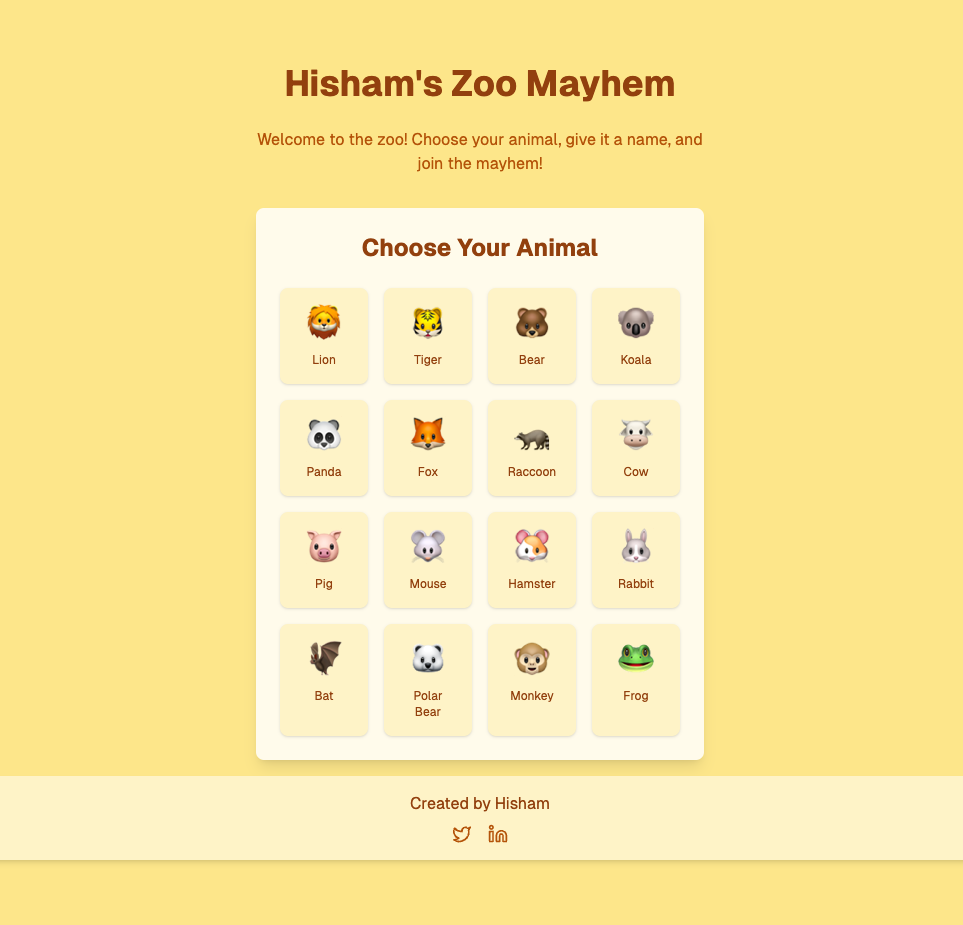 Hisham's Zoo Mayhem
Welcome to the zoo! Choose your animal, give it a name, and
join the mayhem!
Choose Your Animal
Lion
Tiger
Bear
Koala
Panda
Fox
Raccoon
Cow
Pig
Mouse
Hamster
Rabbit
Bat
Polar
Bear
Monkey
Frog
Created by Hisham